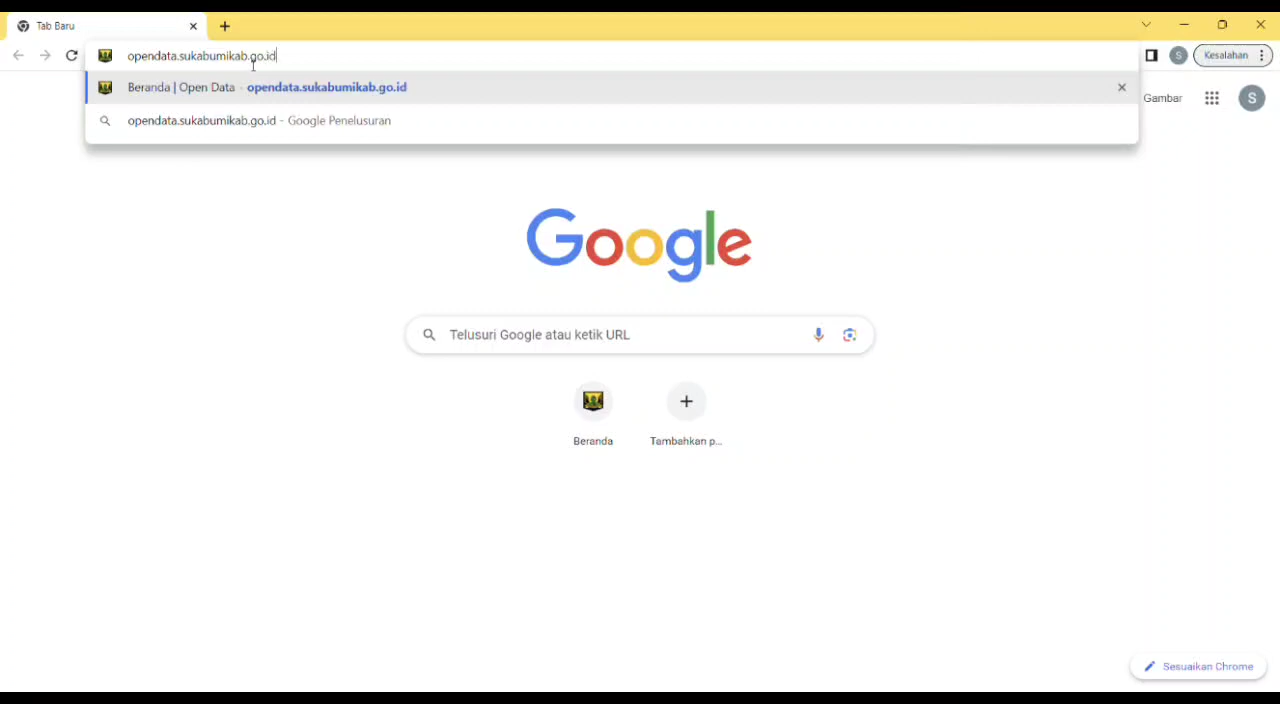 Tab Baru
opendata.sukabumikab.go.id
S
Kesalahan
Beranda | Open Data - opendata.sukabumikab.go.id
opendata.sukabumikab.go.id - Google Penelusuran
Gambar
S
Google
Telusuri Google atau ketik URL
Beranda
Tambahkan p...
Sesuaikan Chrome